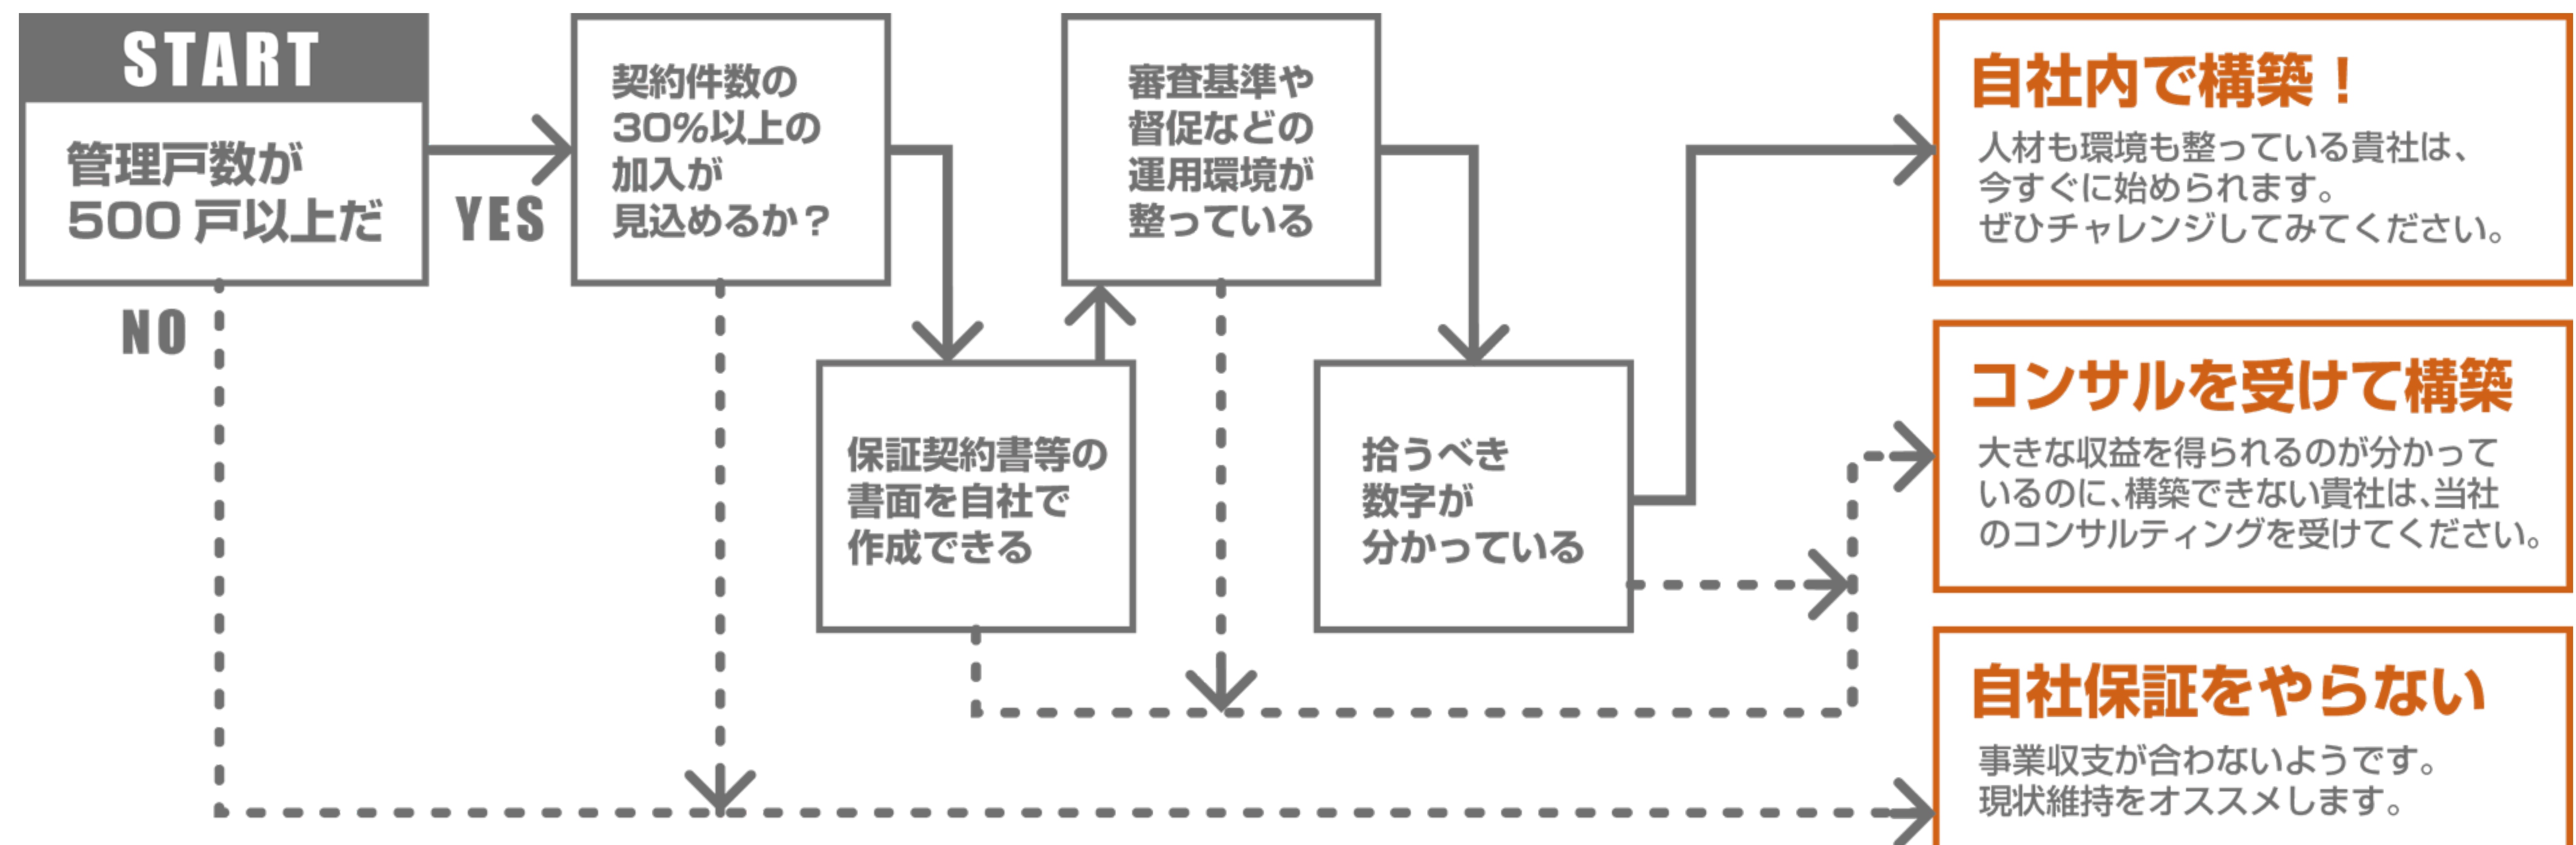 START
管理戸数が
500 戸以上だ
YES
NO
契約件数の
30%以上の
加入が
見込めるか？
保証契約書等の
書面を自社で
作成できる
審査基準や
督促などの
運用環境が
整っている
拾うべき
数字が
分かっている
自社内で構築！
人材も環境も整っている貴社は、
今すぐに始められます。
ぜひチャレンジしてみてください。
コンサルを受けて構築
大きな収益を得られるのが分かって
いるのに、構築できない貴社は、当社
のコンサルティングを受けてください。
自社保証をやらない
事業収支が合わないようです。
現状維持をオススメします。